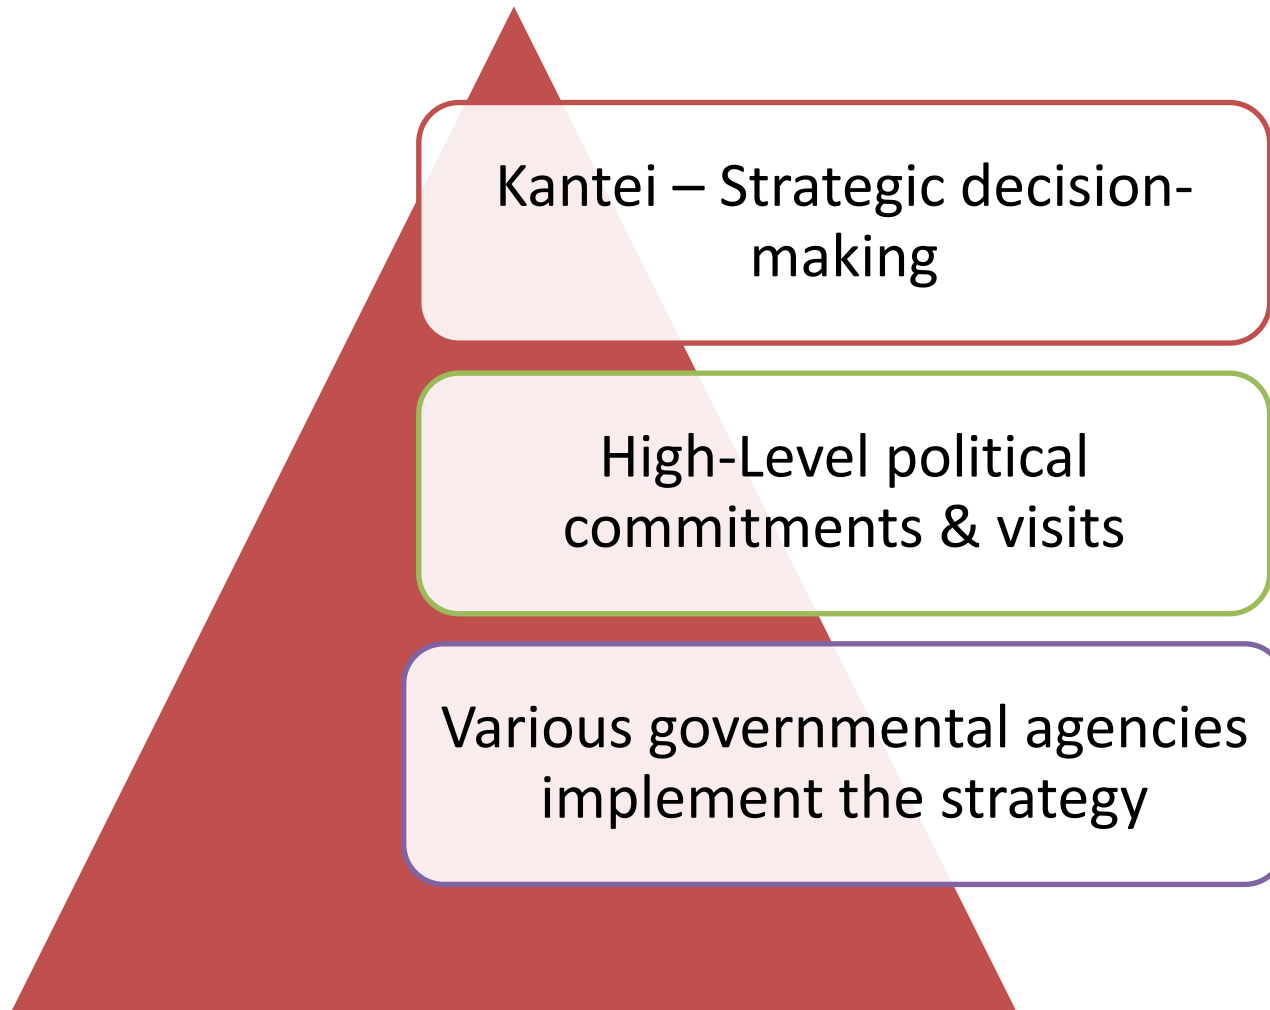 Kantei – Strategic decision-
making
High-Level political
commitments & visits
Various governmental agencies
implement the strategy